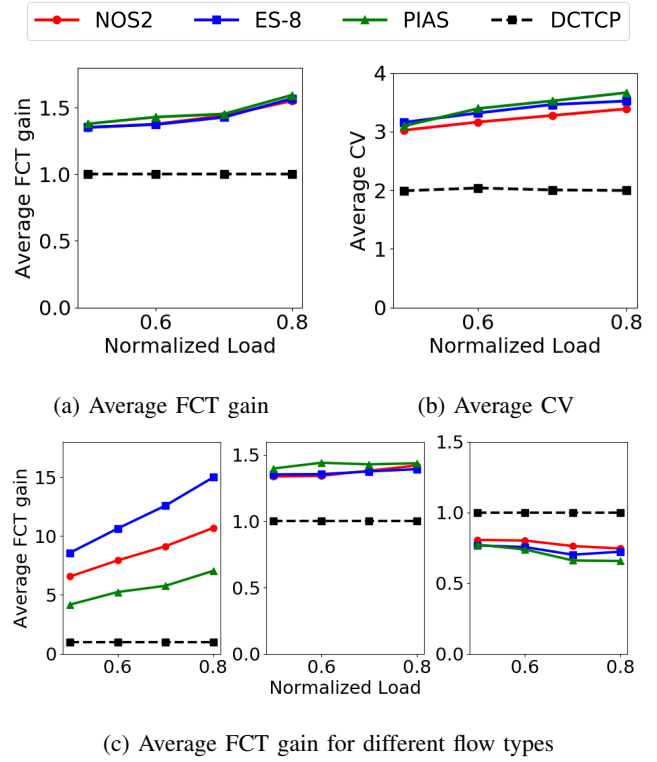 NOS2 ES-8 PIAS DCTCP
Average FCT gain
1.5
1.0
0.5
0.0
0.6 0.8
Normalized Load
(a) Average FCT gain
Average CV
4
3
2
1
0
0.6 0.8
Normalized Load
(b) Average CV
Average FCT gain
15
10
5
0
0.6 0.8
1.5
1.0
0.5
0.0
0.6 0.8
Normalized Load
1.5
1.0
0.5
0.0
0.6 0.8
(c) Average FCT gain for different flow types